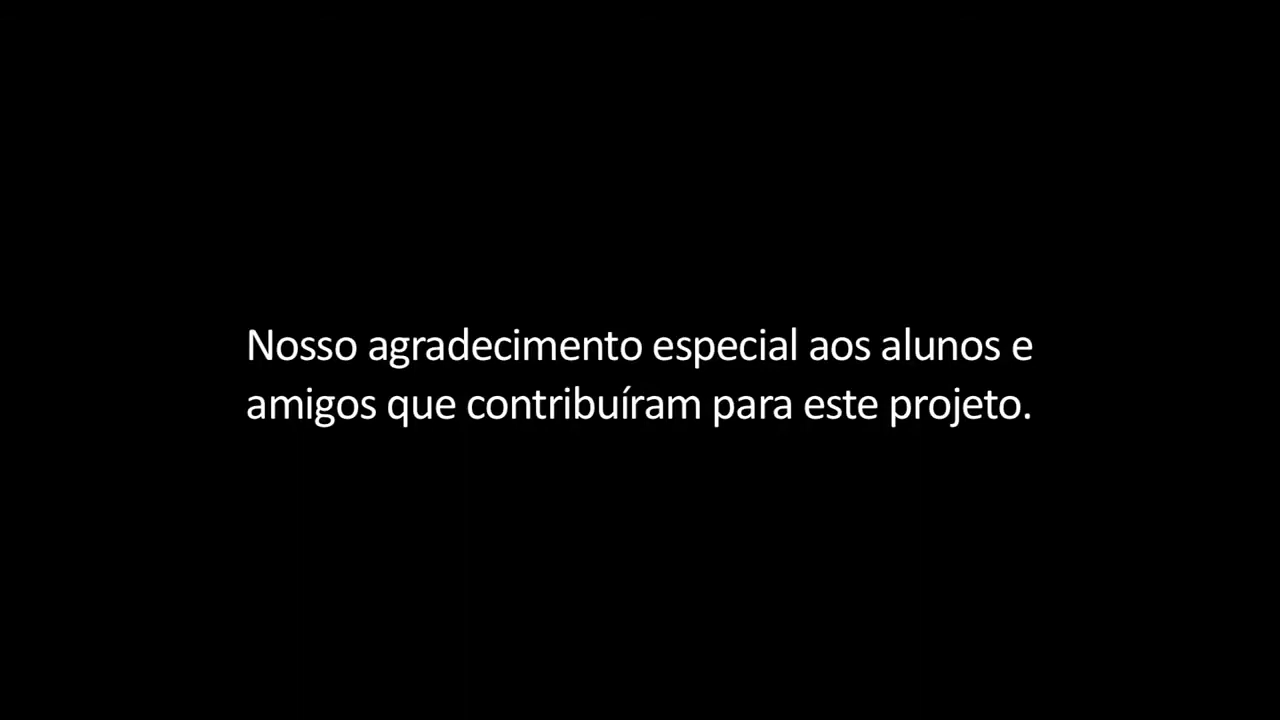 Nosso agradecimento especial aos alunos e
amigos que contribuíram para este projeto.